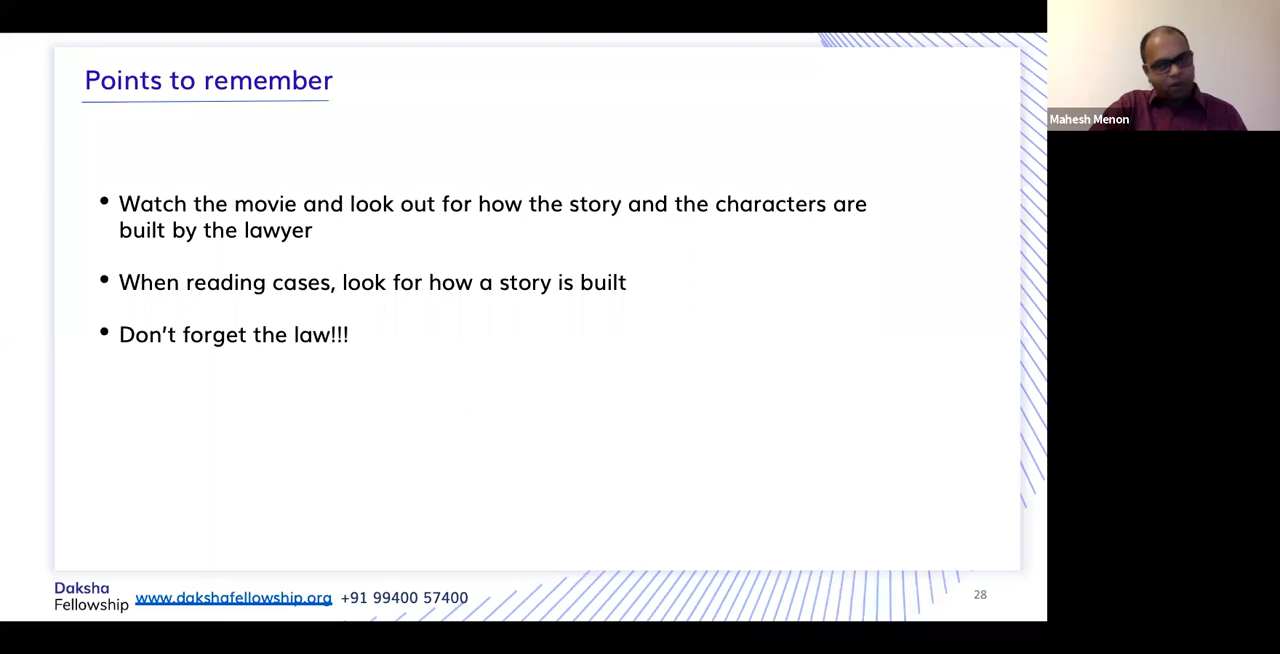 Points to remember
• Watch the movie and look out for how the story and the characters are
built by the lawyer
• When reading cases, look for how a story is built
• Don't forget the law!!!
Daksha
Fellowship
www.dakshafellowship.org +91 99400 57400
28
Mahesh Menon